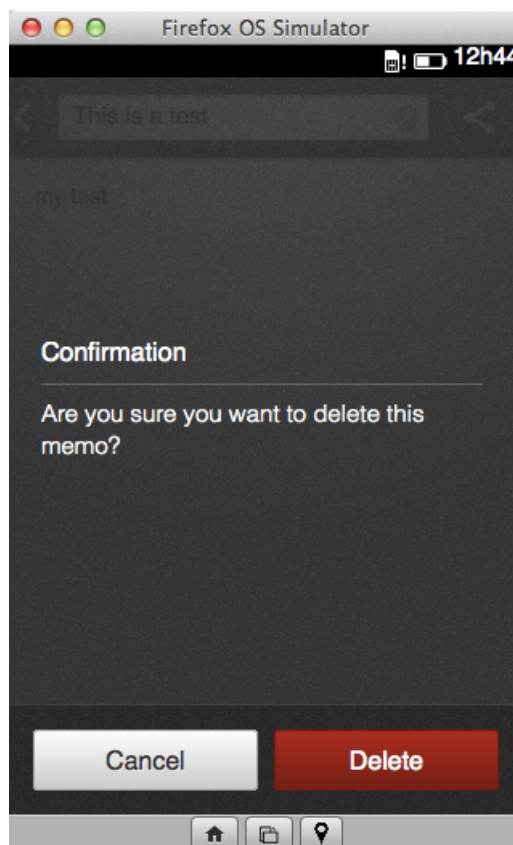 Firefox OS Simulator
12h44
This is a test
my test
Confirmation
Are you sure you want to delete this
memo?
Cancel
Delete